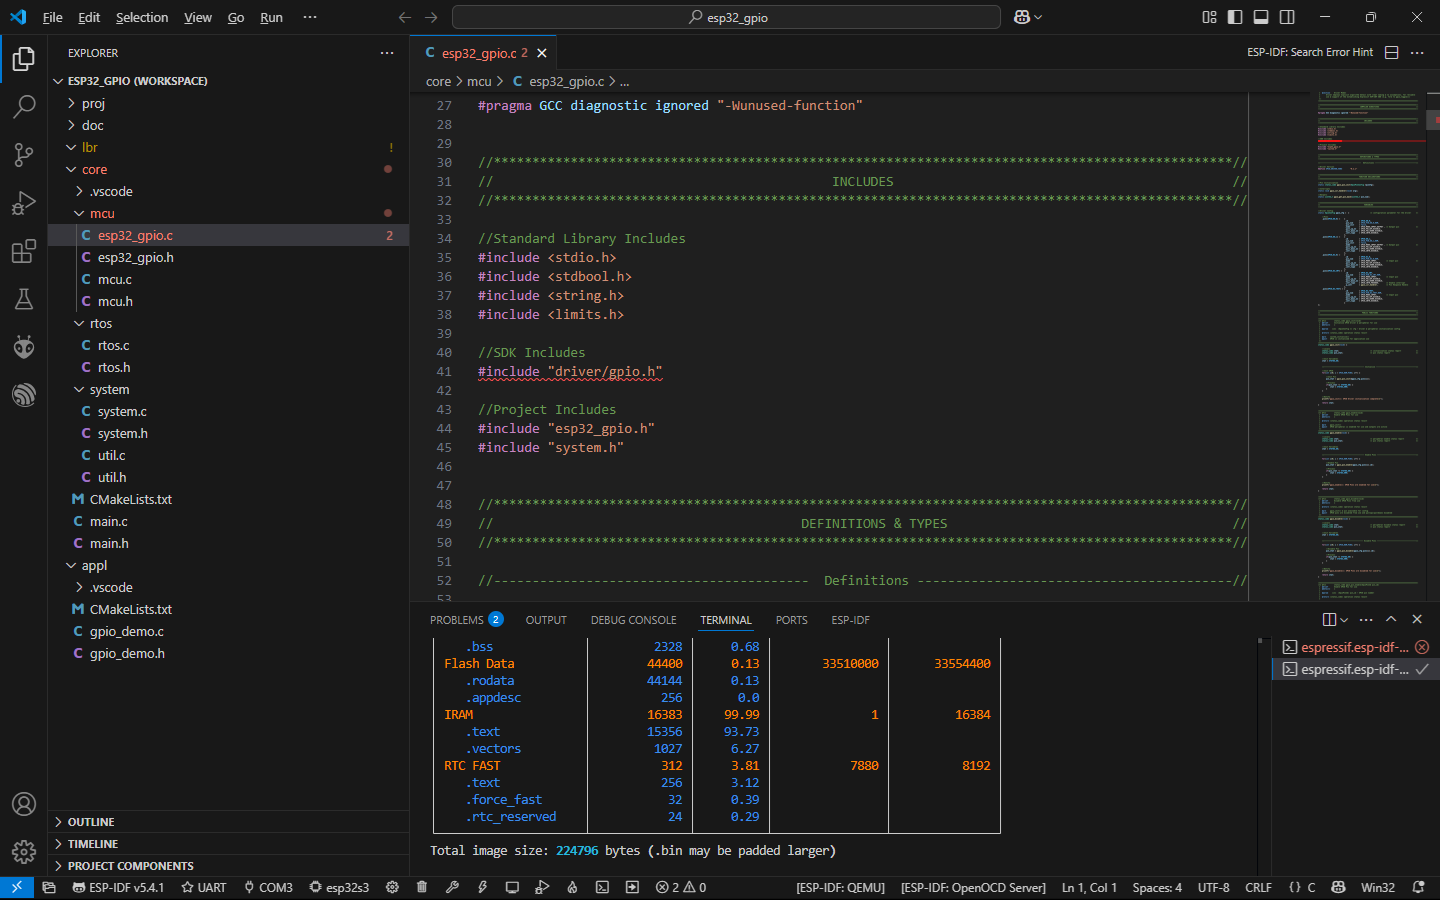 File Edit Selection View Go Run ··· esp32_gpio
EXPLORER ···
ESP32_GPIO (WORKSPACE)
proj
doc
lbr !
core
.vscode
mcu
C esp32_gpio.c 2
C esp32_gpio.h
C mcu.c
C mcu.h
rtos
C rtos.c
C rtos.h
system
C system.c
C system.h
C util.c
C util.h
M CMakeLists.txt
C main.c
C main.h
appl
.vscode
M CMakeLists.txt
C gpio_demo.c
C gpio_demo.h
OUTLINE
TIMELINE
PROJECT COMPONENTS
C esp32_gpio.c 2 ESP-IDF: Search Error Hint ···
core > mcu > C esp32_gpio.c > ...
27 #pragma GCC diagnostic ignored "-Wunused-function"
28
29
30 //************************************************************************************************//
31 // INCLUDES //
32 //************************************************************************************************//
33
34 //Standard Library Includes
35 #include <stdio.h>
36 #include <stdbool.h>
37 #include <string.h>
38 #include <limits.h>
39
40 //SDK Includes
41 #include "driver/gpio.h"
42
43 //Project Includes
44 #include "esp32_gpio.h"
45 #include "system.h"
46
47
48 //************************************************************************************************//
49 // DEFINITIONS & TYPES //
50 //************************************************************************************************//
51
52 //----------------------------------------- Definitions -----------------------------------------//
53
PROBLEMS 2 OUTPUT DEBUG CONSOLE TERMINAL PORTS ESP-IDF ···
.bss 2328 0.68
Flash Data 44400 0.13 33510000 33554400
.rodata 44144 0.13
.appdesc 256 0.0
IRAM 16383 99.99 1 16384
.text 15356 93.73
.vectors 1027 6.27
RTC FAST 312 3.81 7880 8192
.text 256 3.12
.force_fast 32 0.39
.rtc_reserved 24 0.29
Total image size: 224796 bytes (.bin may be padded larger)
espressif.esp-idf-...
espressif.esp-idf-...
ESP-IDF v5.4.1 UART COM3 esp32s3 2 0 [ESP-IDF: QEMU] [ESP-IDF: OpenOCD Server] Ln 1, Col 1 Spaces: 4 UTF-8 CRLF {} C Win32